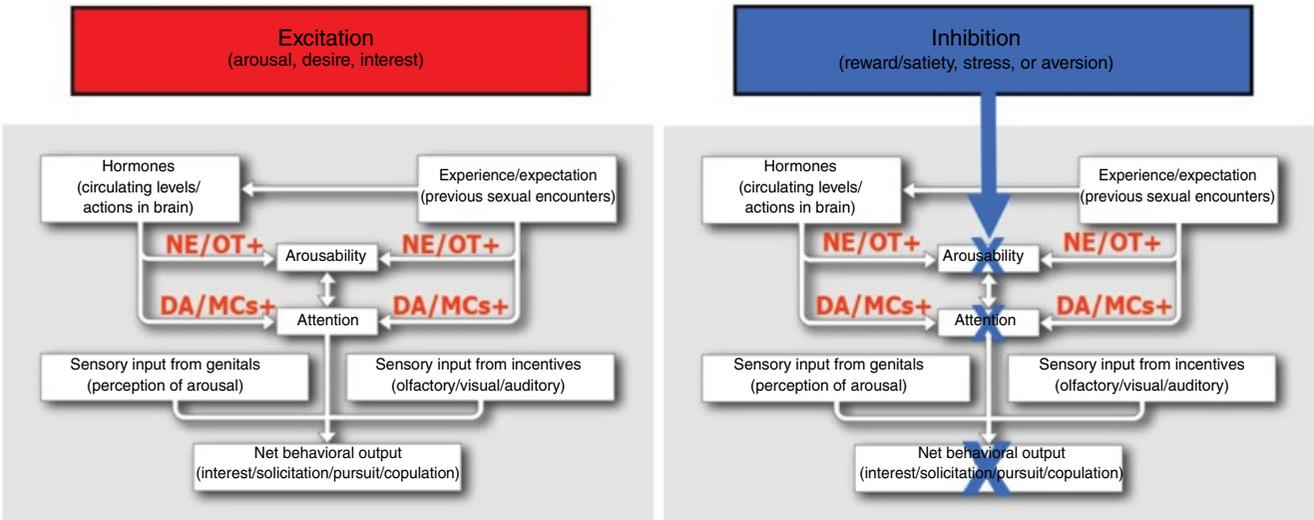 Excitation
(arousal, desire, interest)
Hormones
(circulating levels/
actions in brain)
Experience/expectation
(previous sexual encounters)
NE/OT+
Arousability
NE/OT+
DA/MCs+
Attention
DA/MCs+
Sensory input from genitals
(perception of arousal)
Sensory input from incentives
(olfactory/visual/auditory)
Net behavioral output
(interest/solicitation/pursuit/copulation)
Inhibition
(reward/satiety, stress, or aversion)
Hormones
(circulating levels/
actions in brain)
Experience/expectation
(previous sexual encounters)
NE/OT+
Arousability
NE/OT+
DA/MCs+
Attention
DA/MCs+
Sensory input from genitals
(perception of arousal)
Sensory input from incentives
(olfactory/visual/auditory)
Net behavioral output
(interest/solicitation/pursuit/copulation)